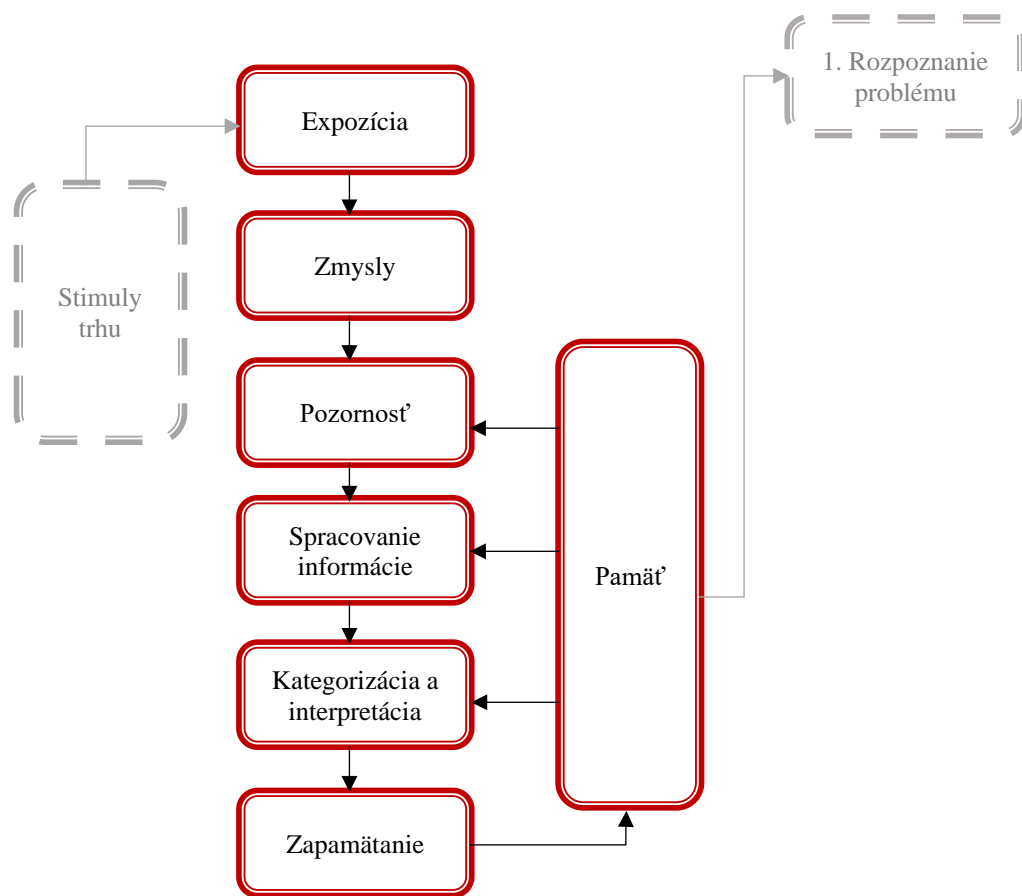 1. Rozpoznanie
problému
Expozícia
Zmysly
Stimuly
trhu
Pozornosť
Spracovanie
informácie
Pamäť
Kategorizácia a
interpretácia
Zapamätanie